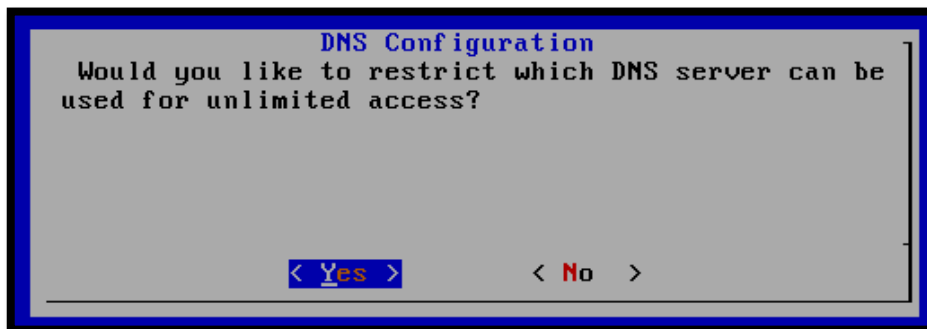 DNS Configuration
Would you like to restrict which DNS server can be
used for unlimited access?
< Yes > < No >